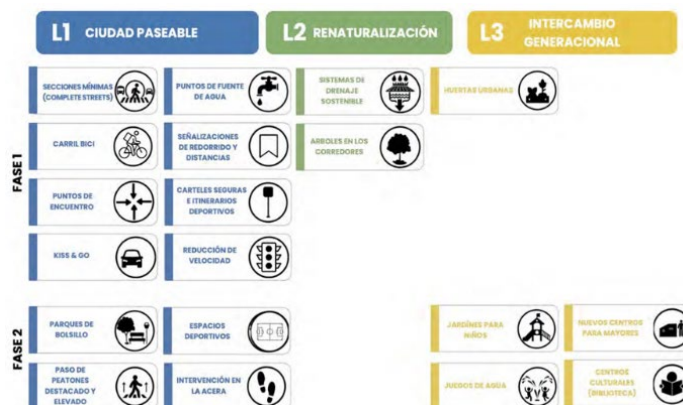 L1 CIUDAD PASEABLE
L2 RENATURALIZACIÓN
L3 INTERCAMBIO
GENERACIONAL
FASE 1
SECCIONES MÍNIMAS
(COMPLETE STREETS)
PUNTOS DE FUENTE
DE AGUA
SISTEMAS DE
DRENAJE
SOSTENIBLE
HUERTAS URBANAS
CARRIL BICI
SEÑALIZACIONES
DE REDORRIDO Y
DISTANCIAS
ARBOLES EN LOS
CORREDORES
PUNTOS DE
ENCUENTRO
CARTELES SEGURAS
E ITINERARIOS
DEPORTIVOS
KISS & GO
REDUCCIÓN DE
VELOCIDAD
FASE 2
PARQUES DE
BOLSILLO
ESPACIOS
DEPORTIVOS
JARDÍNES PARA
NIÑOS
NUEVOS CENTROS
PARA MAYORES
PASO DE
PEATONES
DESTACADO Y
ELEVADO
INTERVENCIÓN EN
LA ACERA
JUEGOS DE AGUA
CENTROS
CULTURALES
(BIBLIOTECA)